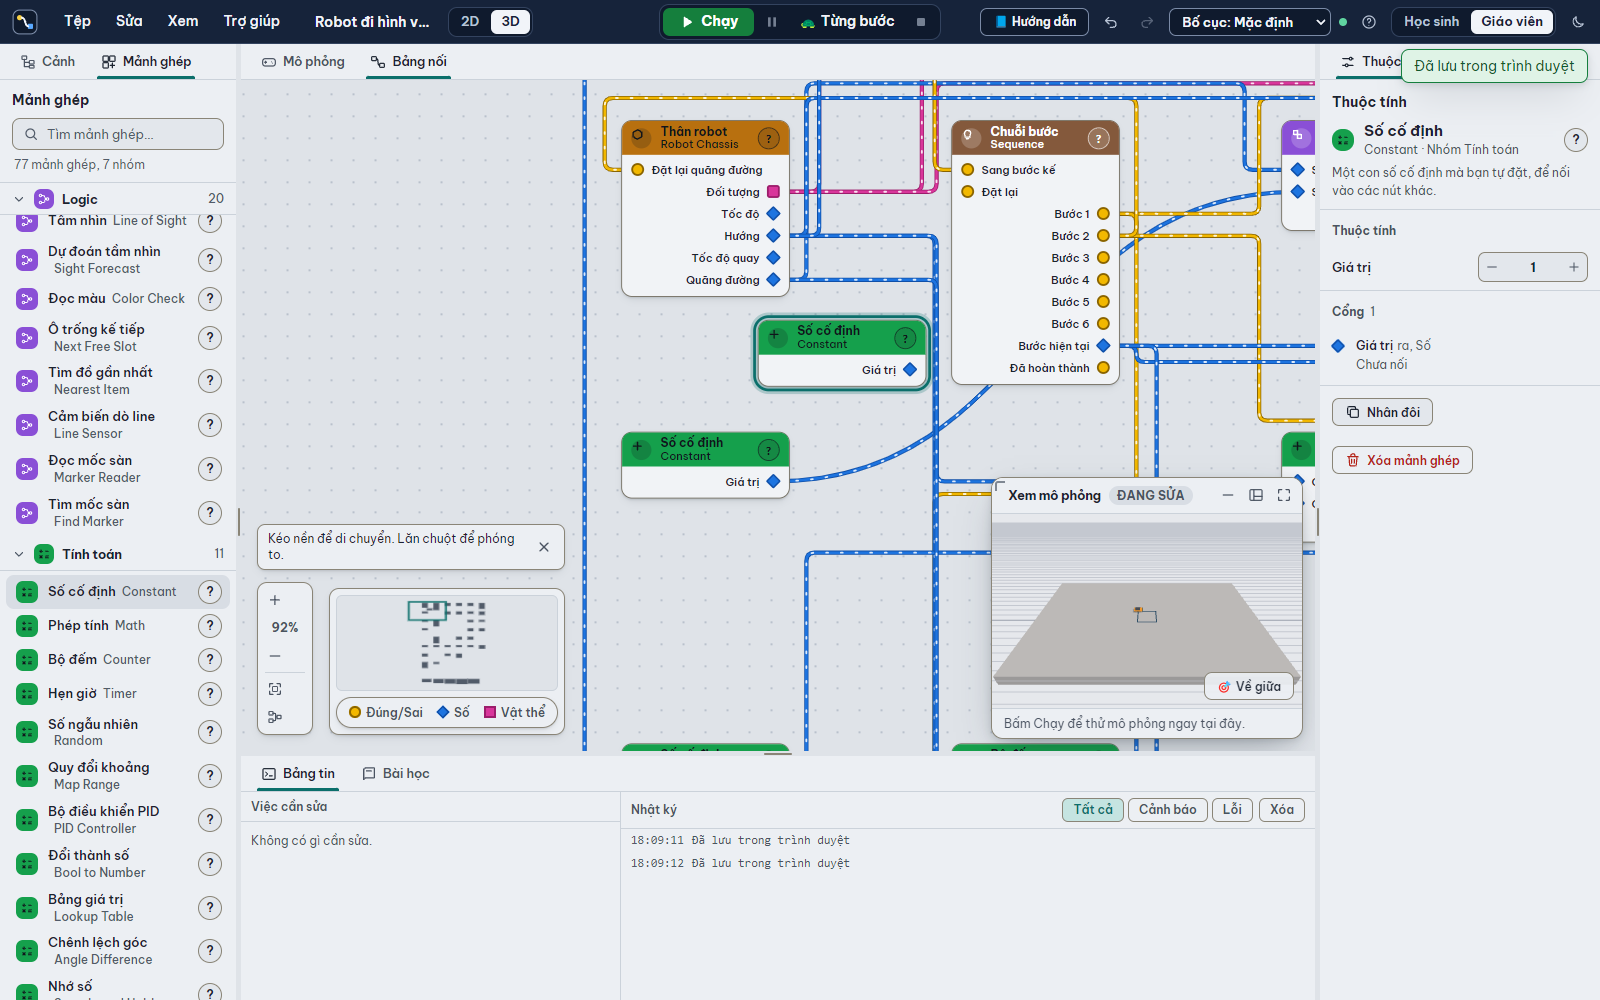 Tệp Sửa Xem Trợ giúp Robot đi hình v... 2D 3D Chạy Từng bước Hướng dẫn Bố cục: Mặc định Học sinh Giáo viên
Cảnh Mảnh ghép
Mảnh ghép
Tìm mảnh ghép...
77 mảnh ghép, 7 nhóm
Logic 20
Tầm nhìn Line of Sight ?
Dự đoán tầm nhìn
Sight Forecast ?
Đọc màu Color Check ?
Ô trống kế tiếp
Next Free Slot ?
Tìm đồ gần nhất
Nearest Item ?
Cảm biến dò line
Line Sensor ?
Đọc mốc sàn
Marker Reader ?
Tìm mốc sàn
Find Marker ?
Tính toán 11
Số cố định Constant ?
Phép tính Math ?
Bộ đếm Counter ?
Hẹn giờ Timer ?
Số ngẫu nhiên
Random ?
Quy đổi khoảng
Map Range ?
Bộ điều khiển PID
PID Controller ?
Đổi thành số
Bool to Number ?
Bảng giá trị
Lookup Table ?
Chênh lệch góc
Angle Difference ?
Nhớ số
Mô phỏng Bảng nối
Thân robot
Robot Chassis ?
Đặt lại quãng đường
Đối tượng
Tốc độ
Hướng
Tốc độ quay
Quãng đường
Chuỗi bước
Sequence ?
Sang bước kế
Đặt lại
Bước 1
Bước 2
Bước 3
Bước 4
Bước 5
Bước 6
Bước hiện tại
Đã hoàn thành
Số cố định
Constant ?
Giá trị
Số cố định
Constant ?
Giá trị
Kéo nền để di chuyển. Lăn chuột để phóng
to.
92%
Đúng/Sai Số Vật thể
Xem mô phỏng ĐANG SỬA
Về giữa
Bấm Chạy để thử mô phỏng ngay tại đây.
Bảng tin Bài học
Việc cần sửa
Không có gì cần sửa.
Nhật ký Tất cả Cảnh báo Lỗi Xóa
18:09:11 Đã lưu trong trình duyệt
18:09:12 Đã lưu trong trình duyệt
Thuộc
Đã lưu trong trình duyệt
Thuộc tính
Số cố định
Constant · Nhóm Tính toán ?
Một con số cố định mà bạn tự đặt, để nối
vào các nút khác.
Thuộc tính
Giá trị − 1 +
Cổng 1
Giá trị ra, Số
Chưa nối
Nhân đôi
Xóa mảnh ghép